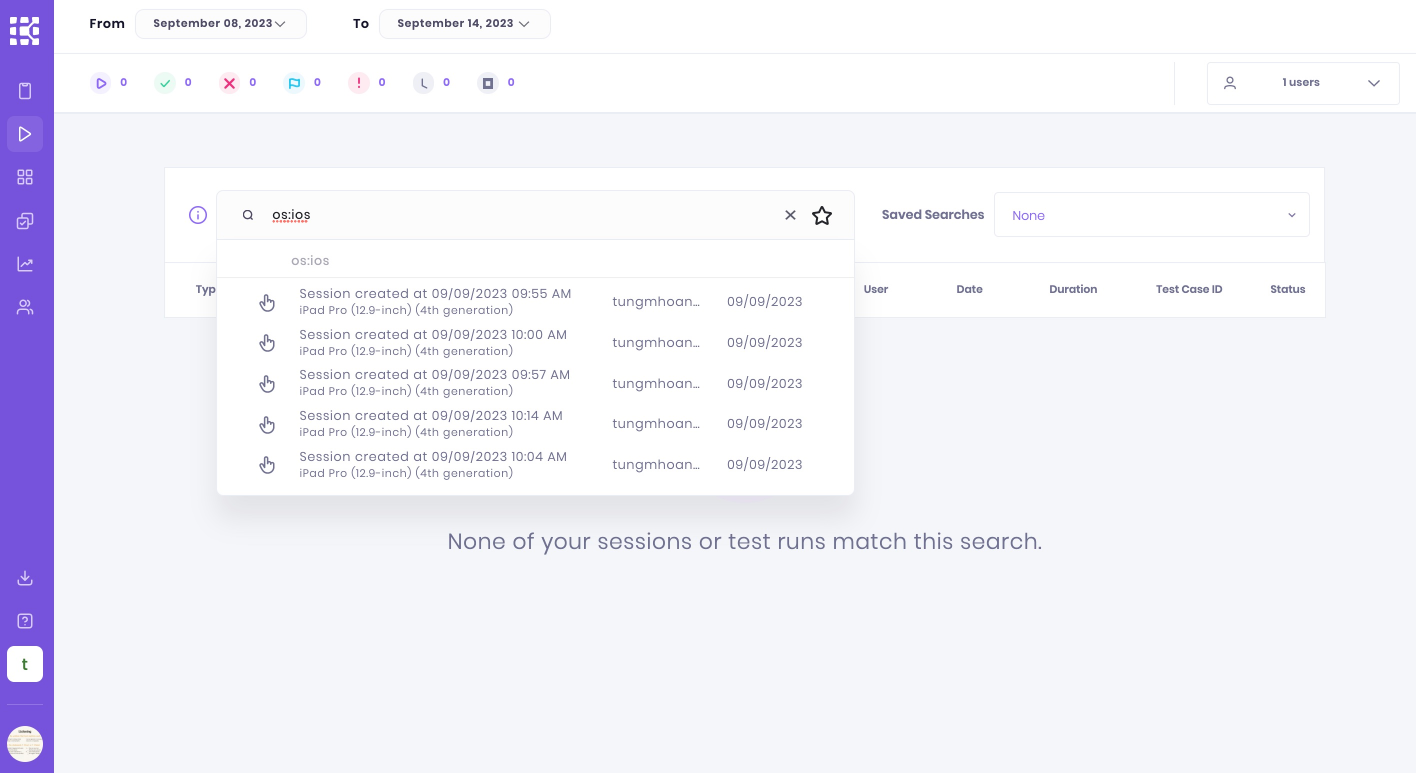 From September 08, 2023 To September 14, 2023
0 0 0 0 0 0 0
1 users
os:ios
Saved Searches None
os:ios
Typ User Date Duration Test Case ID Status
Session created at 09/09/2023 09:55 AM tungmhoan... 09/09/2023
iPad Pro (12.9-inch) (4th generation)
Session created at 09/09/2023 10:00 AM tungmhoan... 09/09/2023
iPad Pro (12.9-inch) (4th generation)
Session created at 09/09/2023 09:57 AM tungmhoan... 09/09/2023
iPad Pro (12.9-inch) (4th generation)
Session created at 09/09/2023 10:14 AM tungmhoan... 09/09/2023
iPad Pro (12.9-inch) (4th generation)
Session created at 09/09/2023 10:04 AM tungmhoan... 09/09/2023
iPad Pro (12.9-inch) (4th generation)
None of your sessions or test runs match this search.
t